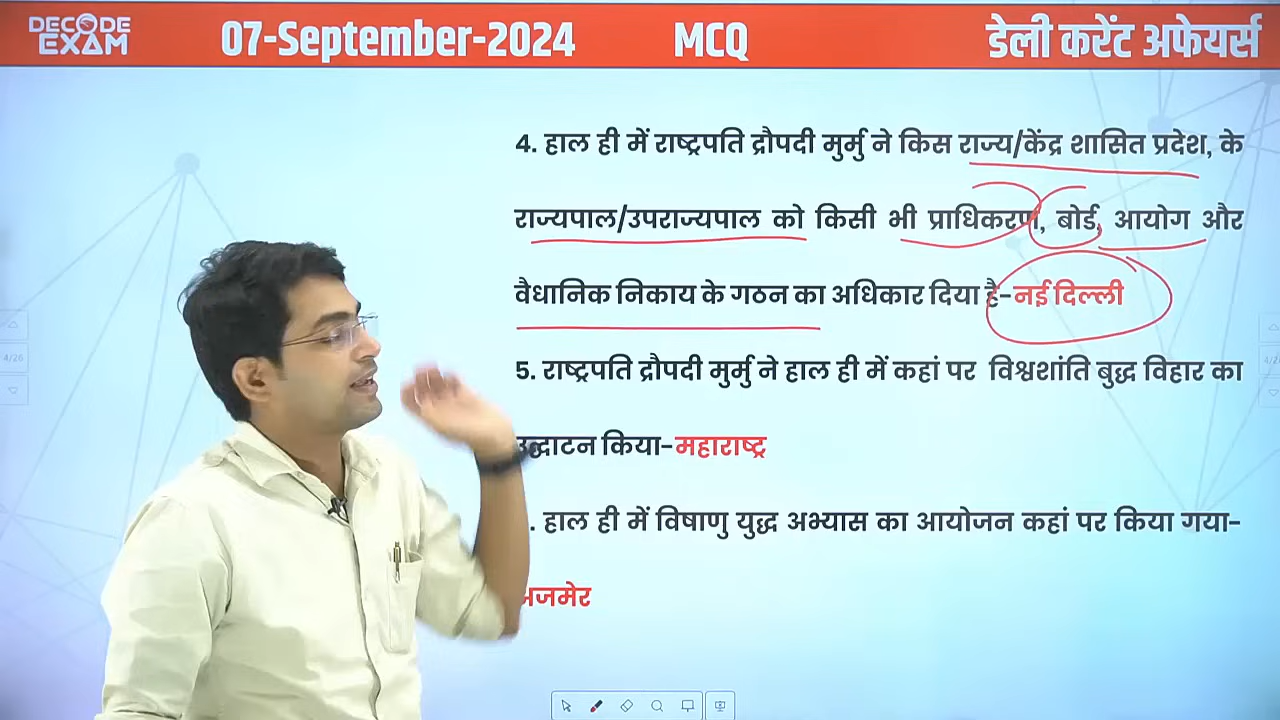 DECODE EXAM
07-September-2024 MCQ डेली करेंट अफेयर्स
4. हाल ही में राष्ट्रपति द्रौपदी मुर्मु ने किस राज्य/केंद्र शासित प्रदेश, के
राज्यपाल/उपराज्यपाल को किसी भी प्राधिकरण, बोर्ड, आयोग और
वैधानिक निकाय के गठन का अधिकार दिया है-नई दिल्ली
5. राष्ट्रपति द्रौपदी मुर्मु ने हाल ही में कहां पर विश्वशांति बुद्ध विहार का
उद्घाटन किया-महाराष्ट्र
. हाल ही में विषाणु युद्ध अभ्यास का आयोजन कहां पर किया गया-
अजमेर
4/26